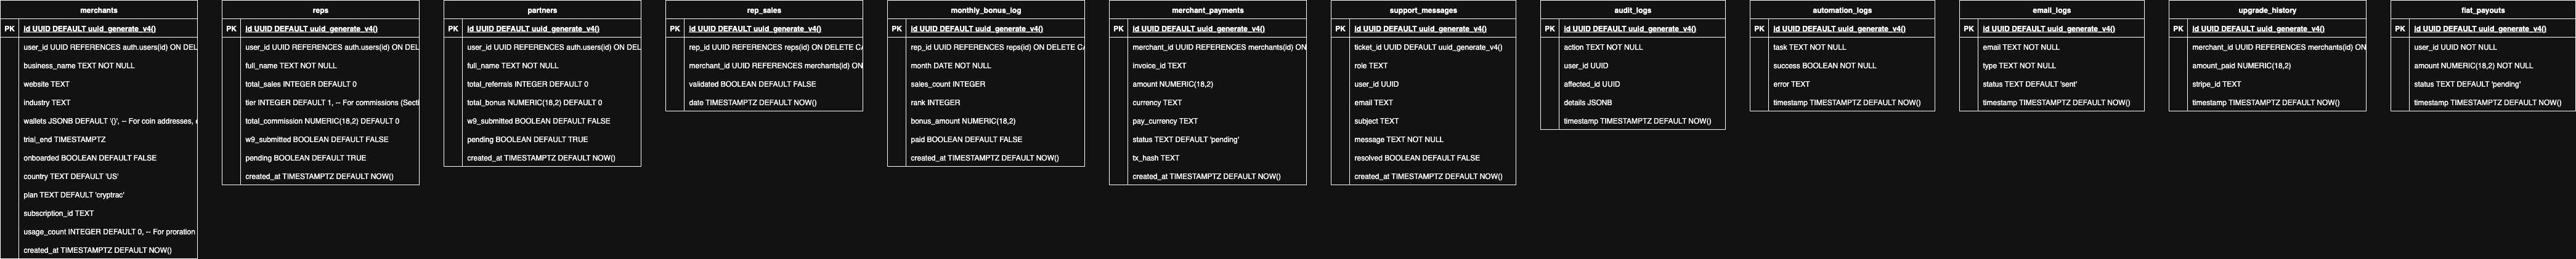 merchants
PK id UUID DEFAULT uuid_generate_v4()
user_id UUID REFERENCES auth.users(id) ON DEL
business_name TEXT NOT NULL
website TEXT
industry TEXT
wallets JSONB DEFAULT '{}', -- For coin addresses,
trial_end TIMESTAMPTZ
onboarded BOOLEAN DEFAULT FALSE
country TEXT DEFAULT 'US'
plan TEXT DEFAULT 'cryptrac'
subscription_id TEXT
usage_count INTEGER DEFAULT 0, -- For proration
created_at TIMESTAMPTZ DEFAULT NOW()
reps
PK id UUID DEFAULT uuid_generate_v4()
user_id UUID REFERENCES auth.users(id) ON DEL
full_name TEXT NOT NULL
total_sales INTEGER DEFAULT 0
tier INTEGER DEFAULT 1, -- For commissions (Secti
total_commission NUMERIC(18,2) DEFAULT 0
w9_submitted BOOLEAN DEFAULT FALSE
pending BOOLEAN DEFAULT TRUE
created_at TIMESTAMPTZ DEFAULT NOW()
partners
PK id UUID DEFAULT uuid_generate_v4()
user_id UUID REFERENCES auth.users(id) ON DEL
full_name TEXT NOT NULL
total_referrals INTEGER DEFAULT 0
total_bonus NUMERIC(18,2) DEFAULT 0
w9_submitted BOOLEAN DEFAULT FALSE
pending BOOLEAN DEFAULT TRUE
created_at TIMESTAMPTZ DEFAULT NOW()
rep_sales
PK id UUID DEFAULT uuid_generate_v4()
rep_id UUID REFERENCES reps(id) ON DELETE CA
merchant_id UUID REFERENCES merchants(id) ON
validated BOOLEAN DEFAULT FALSE
date TIMESTAMPTZ DEFAULT NOW()
monthly_bonus_log
PK id UUID DEFAULT uuid_generate_v4()
rep_id UUID REFERENCES reps(id) ON DELETE CA
month DATE NOT NULL
sales_count INTEGER
rank INTEGER
bonus_amount NUMERIC(18,2)
paid BOOLEAN DEFAULT FALSE
created_at TIMESTAMPTZ DEFAULT NOW()
merchant_payments
PK id UUID DEFAULT uuid_generate_v4()
merchant_id UUID REFERENCES merchants(id) ON
invoice_id TEXT
amount NUMERIC(18,2)
currency TEXT
pay_currency TEXT
status TEXT DEFAULT 'pending'
tx_hash TEXT
created_at TIMESTAMPTZ DEFAULT NOW()
support_messages
PK id UUID DEFAULT uuid_generate_v4()
ticket_id UUID DEFAULT uuid_generate_v4()
role TEXT
user_id UUID
email TEXT
subject TEXT
message TEXT NOT NULL
resolved BOOLEAN DEFAULT FALSE
created_at TIMESTAMPTZ DEFAULT NOW()
audit_logs
PK id UUID DEFAULT uuid_generate_v4()
action TEXT NOT NULL
user_id UUID
affected_id UUID
details JSONB
timestamp TIMESTAMPTZ DEFAULT NOW()
automation_logs
PK id UUID DEFAULT uuid_generate_v4()
task TEXT NOT NULL
success BOOLEAN NOT NULL
error TEXT
timestamp TIMESTAMPTZ DEFAULT NOW()
email_logs
PK id UUID DEFAULT uuid_generate_v4()
email TEXT NOT NULL
type TEXT NOT NULL
status TEXT DEFAULT 'sent'
timestamp TIMESTAMPTZ DEFAULT NOW()
upgrade_history
PK id UUID DEFAULT uuid_generate_v4()
merchant_id UUID REFERENCES merchants(id) ON
amount_paid NUMERIC(18,2)
stripe_id TEXT
timestamp TIMESTAMPTZ DEFAULT NOW()
fiat_payouts
PK id UUID DEFAULT uuid_generate_v4()
user_id UUID NOT NULL
amount NUMERIC(18,2) NOT NULL
status TEXT DEFAULT 'pending'
timestamp TIMESTAMPTZ DEFAULT NOW()